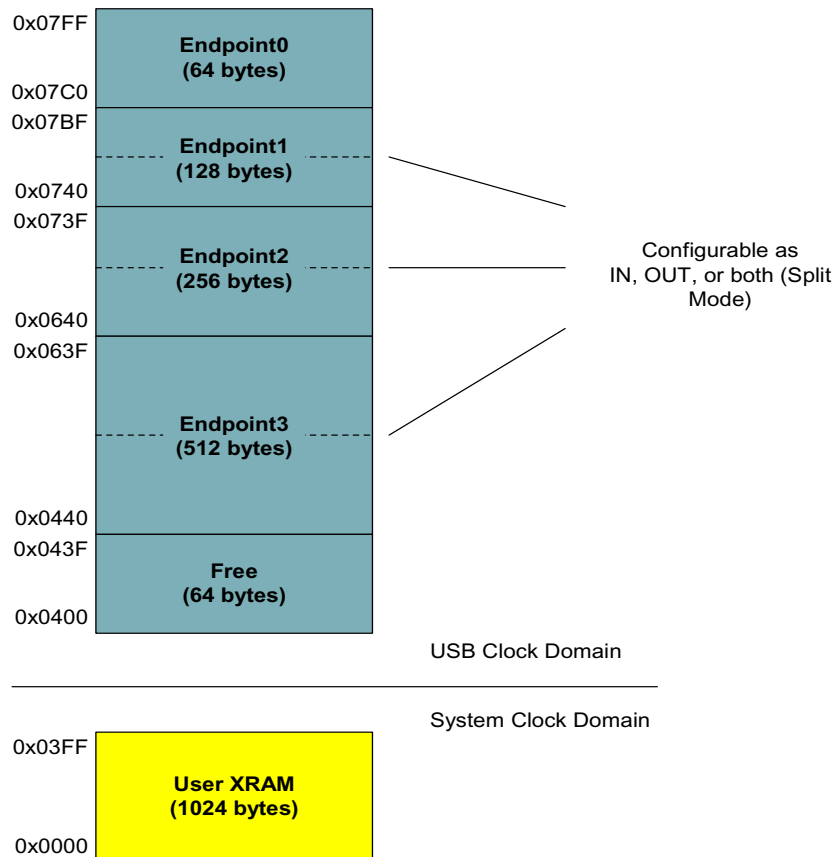 0x07FF
Endpoint0
(64 bytes)
0x07C0
0x07BF
Endpoint1
(128 bytes)
0x0740
0x073F
Endpoint2
(256 bytes)
0x0640
0x063F
Endpoint3
(512 bytes)
0x0440
0x043F
Free
(64 bytes)
0x0400
Configurable as
IN, OUT, or both (Split
Mode)
USB Clock Domain
System Clock Domain
0x03FF
User XRAM
(1024 bytes)
0x0000